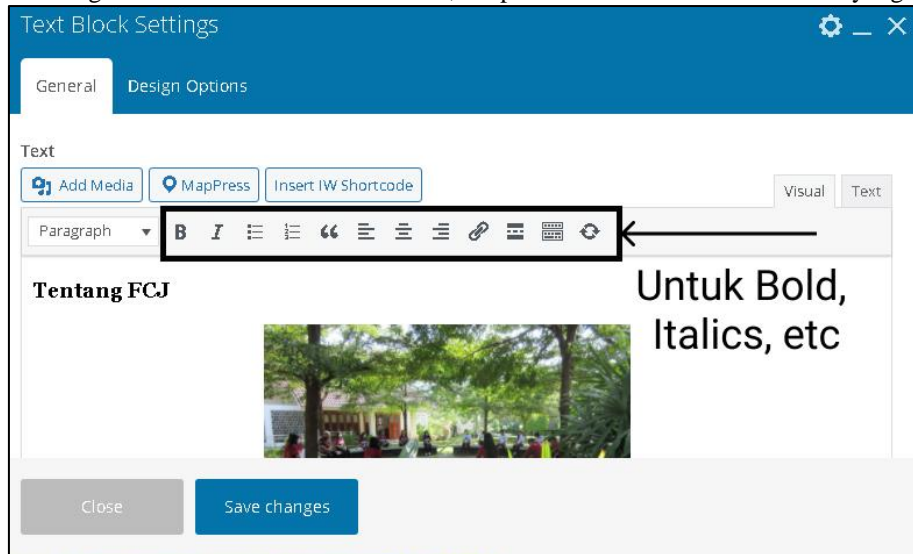 Text Block Settings
General Design Options
Text
Add Media MapPress Insert IW Shortcode
Visual Text
Paragraph B I
Tentang FCJ
Untuk Bold,
Italics, etc
Close Save changes